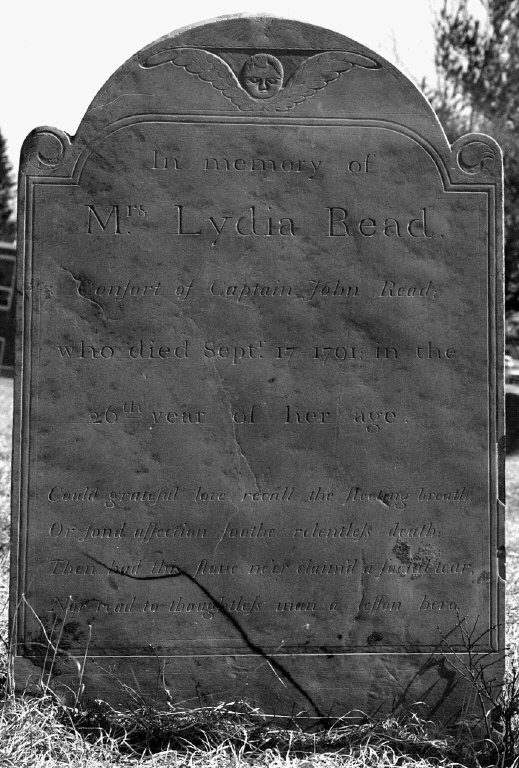 In memory of
Mrs. Lydia Read.
Conſort of Captain John Read;
who died Septr. 17 1791; in the
26th year of her age.
Could grateful love recall the fleeting breath,
Or fond affection ſoothe relentleſs death;
Then had this ſtone ne'er claim'd a ſocial tear
Nor read to thoughtleſs man a leſſon here.